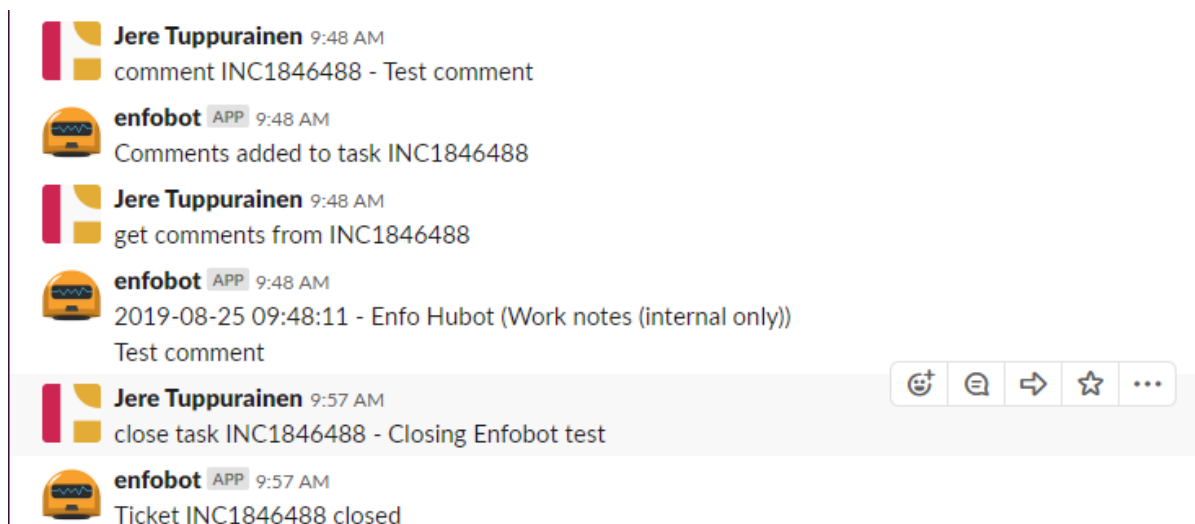 Jere Tuppurainen 9:48 AM
comment INC1846488 - Test comment
enfobot APP 9:48 AM
Comments added to task INC1846488
Jere Tuppurainen 9:48 AM
get comments from INC1846488
enfobot APP 9:48 AM
2019-08-25 09:48:11 - Enfo Hubot (Work notes (internal only))
Test comment
Jere Tuppurainen 9:57 AM
close task INC1846488 - Closing Enfobot test
enfobot APP 9:57 AM
Ticket INC1846488 closed